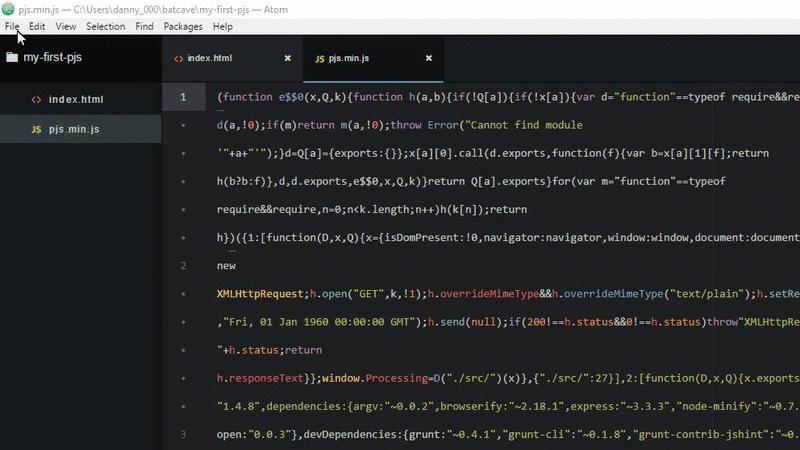 pjs.min.js — C:\Users\danny_000\batcave\my-first-pjs — Atom
File Edit View Selection Find Packages Help
my-first-pjs
<> index.html
JS pjs.min.js
<> index.html ×
JS pjs.min.js ×
1 (function e$$0(x,Q,k){function h(a,b){if(!Q[a]){if(!x[a]){var d="function"==typeof require&&re
• d(a,!0);if(m)return m(a,!0);throw Error("Cannot find module
• '"+a+"'");}d=Q[a]={exports:{}};x[a][0].call(d.exports,function(f){var b=x[a][1][f];return
• h(b?b:f)},d,d.exports,e$$0,x,Q,k)}return Q[a].exports}for(var m="function"==typeof
• require&&require,n=0;n<k.length;n++)h(k[n]);return
• h})({1:[function(D,x,Q){x={isDomPresent:!0,navigator:navigator,window:window,document:document
2 new
• XMLHttpRequest;h.open("GET",k,!1);h.overrideMimeType&&h.overrideMimeType("text/plain");h.setRe
• ,"Fri, 01 Jan 1960 00:00:00 GMT");h.send(null);if(200!==h.status&&0!==h.status)throw"XMLHttpRe
• "+h.status;return
• h.responseText}};window.Processing=D("./src/")(x)},{"./src/":27}],2:[function(D,x,Q){x.exports
• "1.4.8",dependencies:{argv:"~0.0.2",browserify:"~2.18.1",express:"~3.3.3","node-minify":"~0.7.
3 open:"0.0.3"},devDependencies:{grunt:"~0.4.1","grunt-cli":"~0.1.8","grunt-contrib-jshint":"~0.